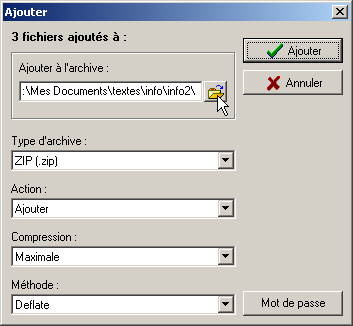 Ajouter
3 fichiers ajoutés à :
Ajouter
Ajouter à l'archive :
:\Mes Documents\textes\info\info2\
Annuler
Type d'archive :
ZIP (.zip)
Action :
Ajouter
Compression :
Maximale
Méthode :
Deflate
Mot de passe